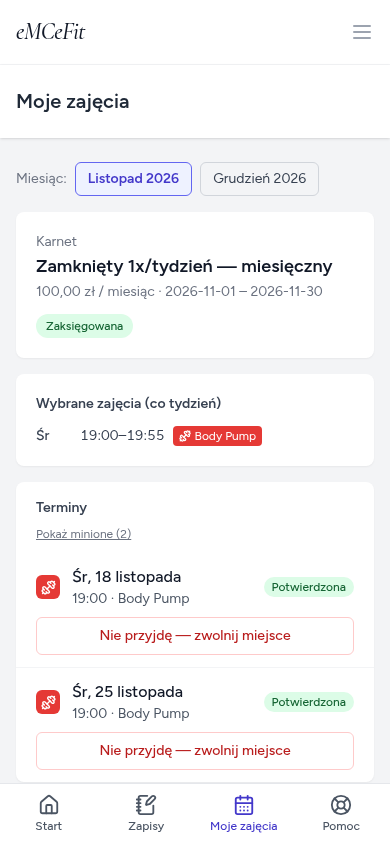 eMCeFit
Moje zajęcia
Miesiąc: Listopad 2026 Grudzień 2026
Karnet
Zamknięty 1x/tydzień — miesięczny
100,00 zł / miesiąc · 2026-11-01 – 2026-11-30
Zaksięgowana
Wybrane zajęcia (co tydzień)
Śr 19:00–19:55 Body Pump
Terminy
Pokaż minione (2)
Śr, 18 listopada
19:00 · Body Pump
Potwierdzona
Nie przyjdę — zwolnij miejsce
Śr, 25 listopada
19:00 · Body Pump
Potwierdzona
Nie przyjdę — zwolnij miejsce
Start Zapisy Moje zajęcia Pomoc